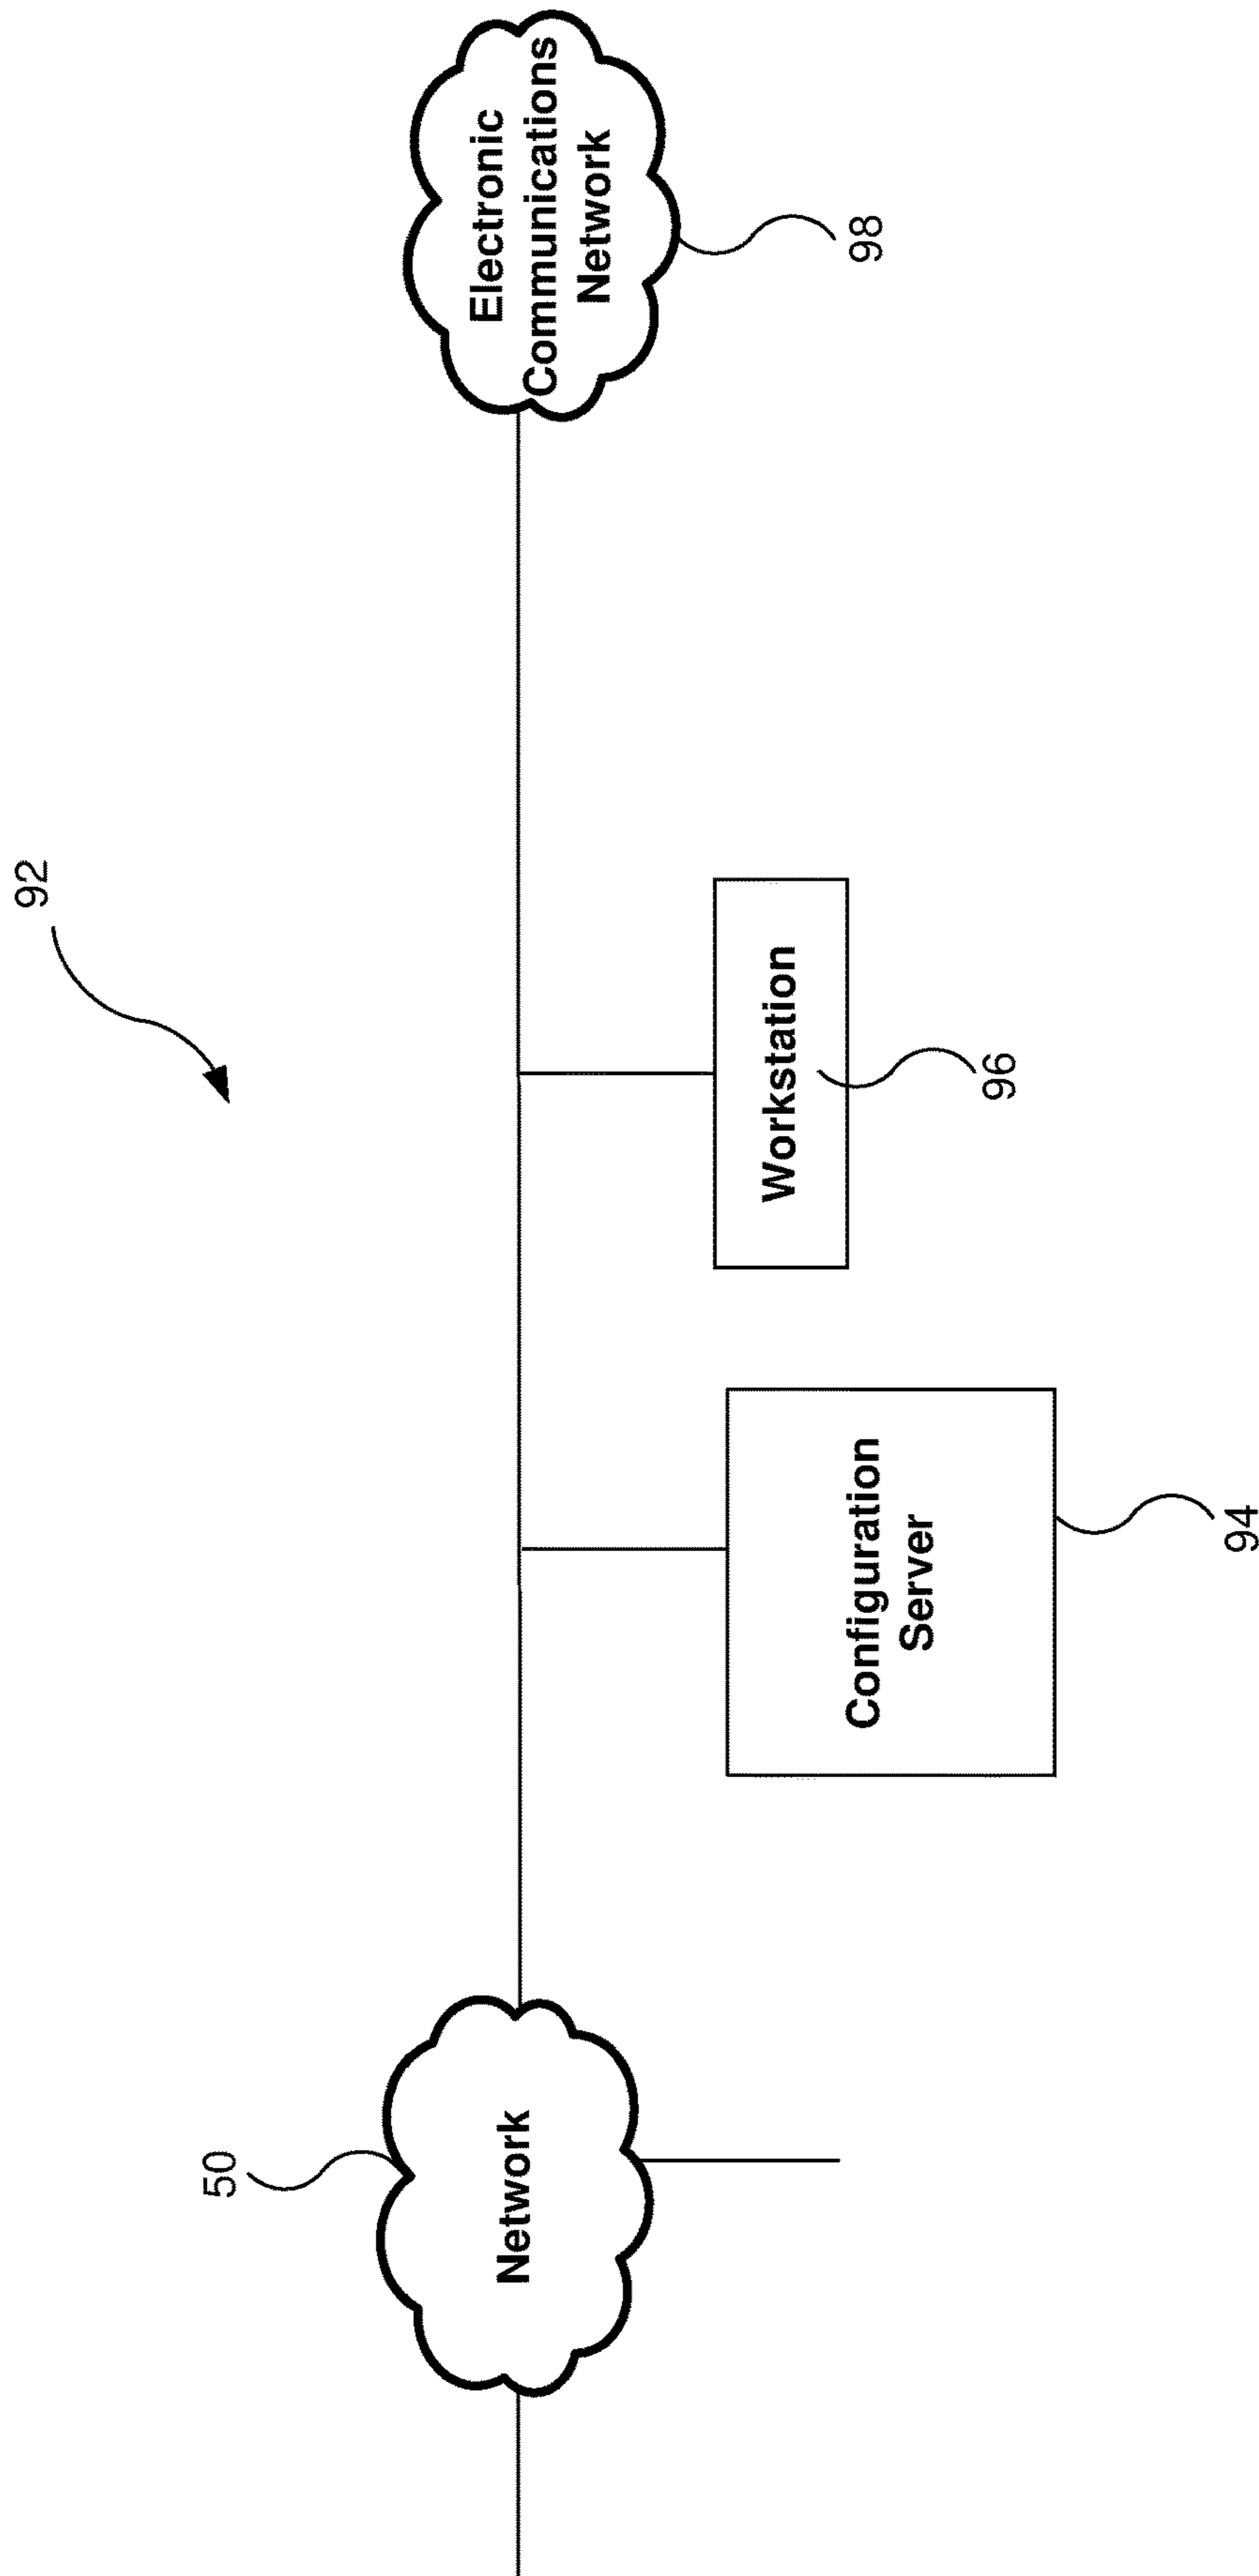 92
50
Network
Electronic
Communications
Network
98
Configuration
Server
94
Workstation
96